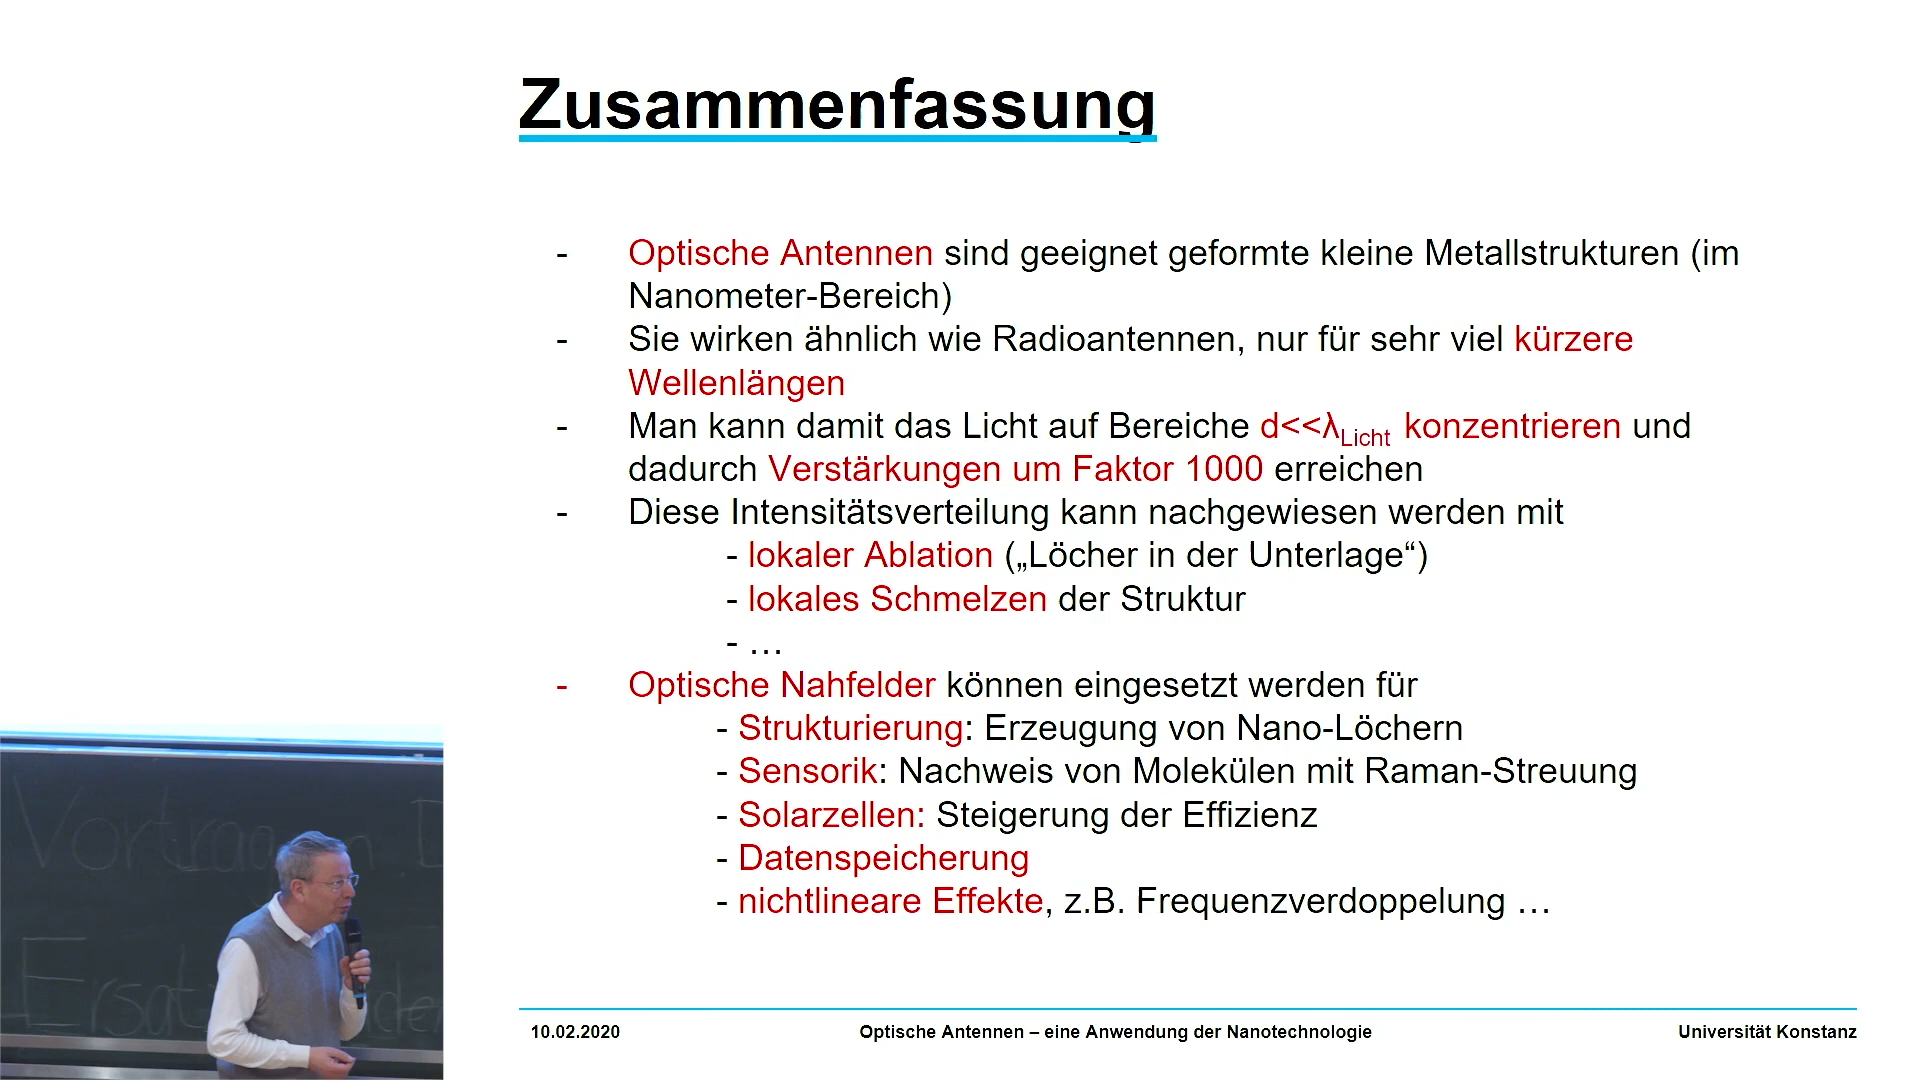 Zusammenfassung
- Optische Antennen sind geeignet geformte kleine Metallstrukturen (im
Nanometer-Bereich)
- Sie wirken ähnlich wie Radioantennen, nur für sehr viel kürzere
Wellenlängen
- Man kann damit das Licht auf Bereiche d<<λLicht konzentrieren und
dadurch Verstärkungen um Faktor 1000 erreichen
- Diese Intensitätsverteilung kann nachgewiesen werden mit
- lokaler Ablation („Löcher in der Unterlage“)
- lokales Schmelzen der Struktur
- …
- Optische Nahfelder können eingesetzt werden für
- Strukturierung: Erzeugung von Nano-Löchern
- Sensorik: Nachweis von Molekülen mit Raman-Streuung
- Solarzellen: Steigerung der Effizienz
- Datenspeicherung
- nichtlineare Effekte, z.B. Frequenzverdoppelung …
Vortrag
10.02.2020 Optische Antennen – eine Anwendung der Nanotechnologie Universität Konstanz